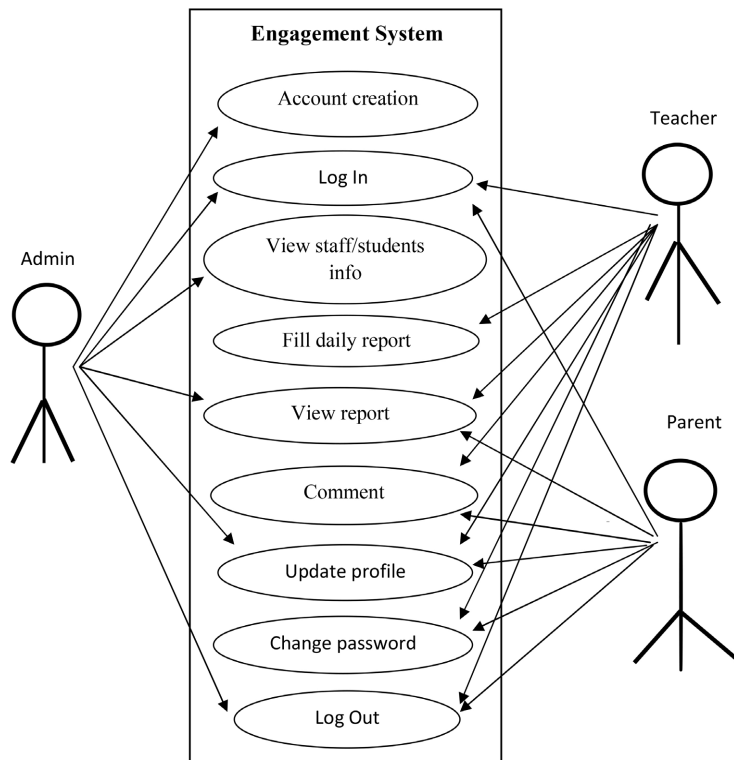 Engagement System
Account creation
Teacher
Log In
View staff/students
info
Admin
Fill daily report
View report
Parent
Comment
Update profile
Change password
Log Out